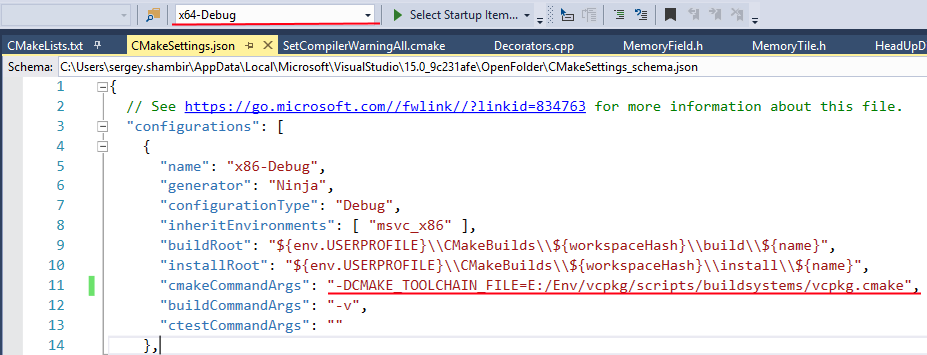 x64-Debug Select Startup Item...
CMakeLists.txt CMakeSettings.json SetCompilerWarningAll.cmake Decorators.cpp MemoryField.h MemoryTile.h HeadUpD
Schema: C:\Users\sergey.shambir\AppData\Local\Microsoft\VisualStudio\15.0_9c231afe\OpenFolder\CMakeSettings_schema.json
1 {
2 // See https://go.microsoft.com//fwlink//?linkid=834763 for more information about this file.
3 "configurations": [
4 {
5 "name": "x86-Debug",
6 "generator": "Ninja",
7 "configurationType": "Debug",
8 "inheritEnvironments": [ "msvc_x86" ],
9 "buildRoot": "${env.USERPROFILE}\\CMakeBuilds\\${workspaceHash}\\build\\${name}",
10 "installRoot": "${env.USERPROFILE}\\CMakeBuilds\\${workspaceHash}\\install\\${name}",
11 "cmakeCommandArgs": "-DCMAKE_TOOLCHAIN_FILE=E:/Env/vcpkg/scripts/buildsystems/vcpkg.cmake",
12 "buildCommandArgs": "-v",
13 "ctestCommandArgs": ""
14 },